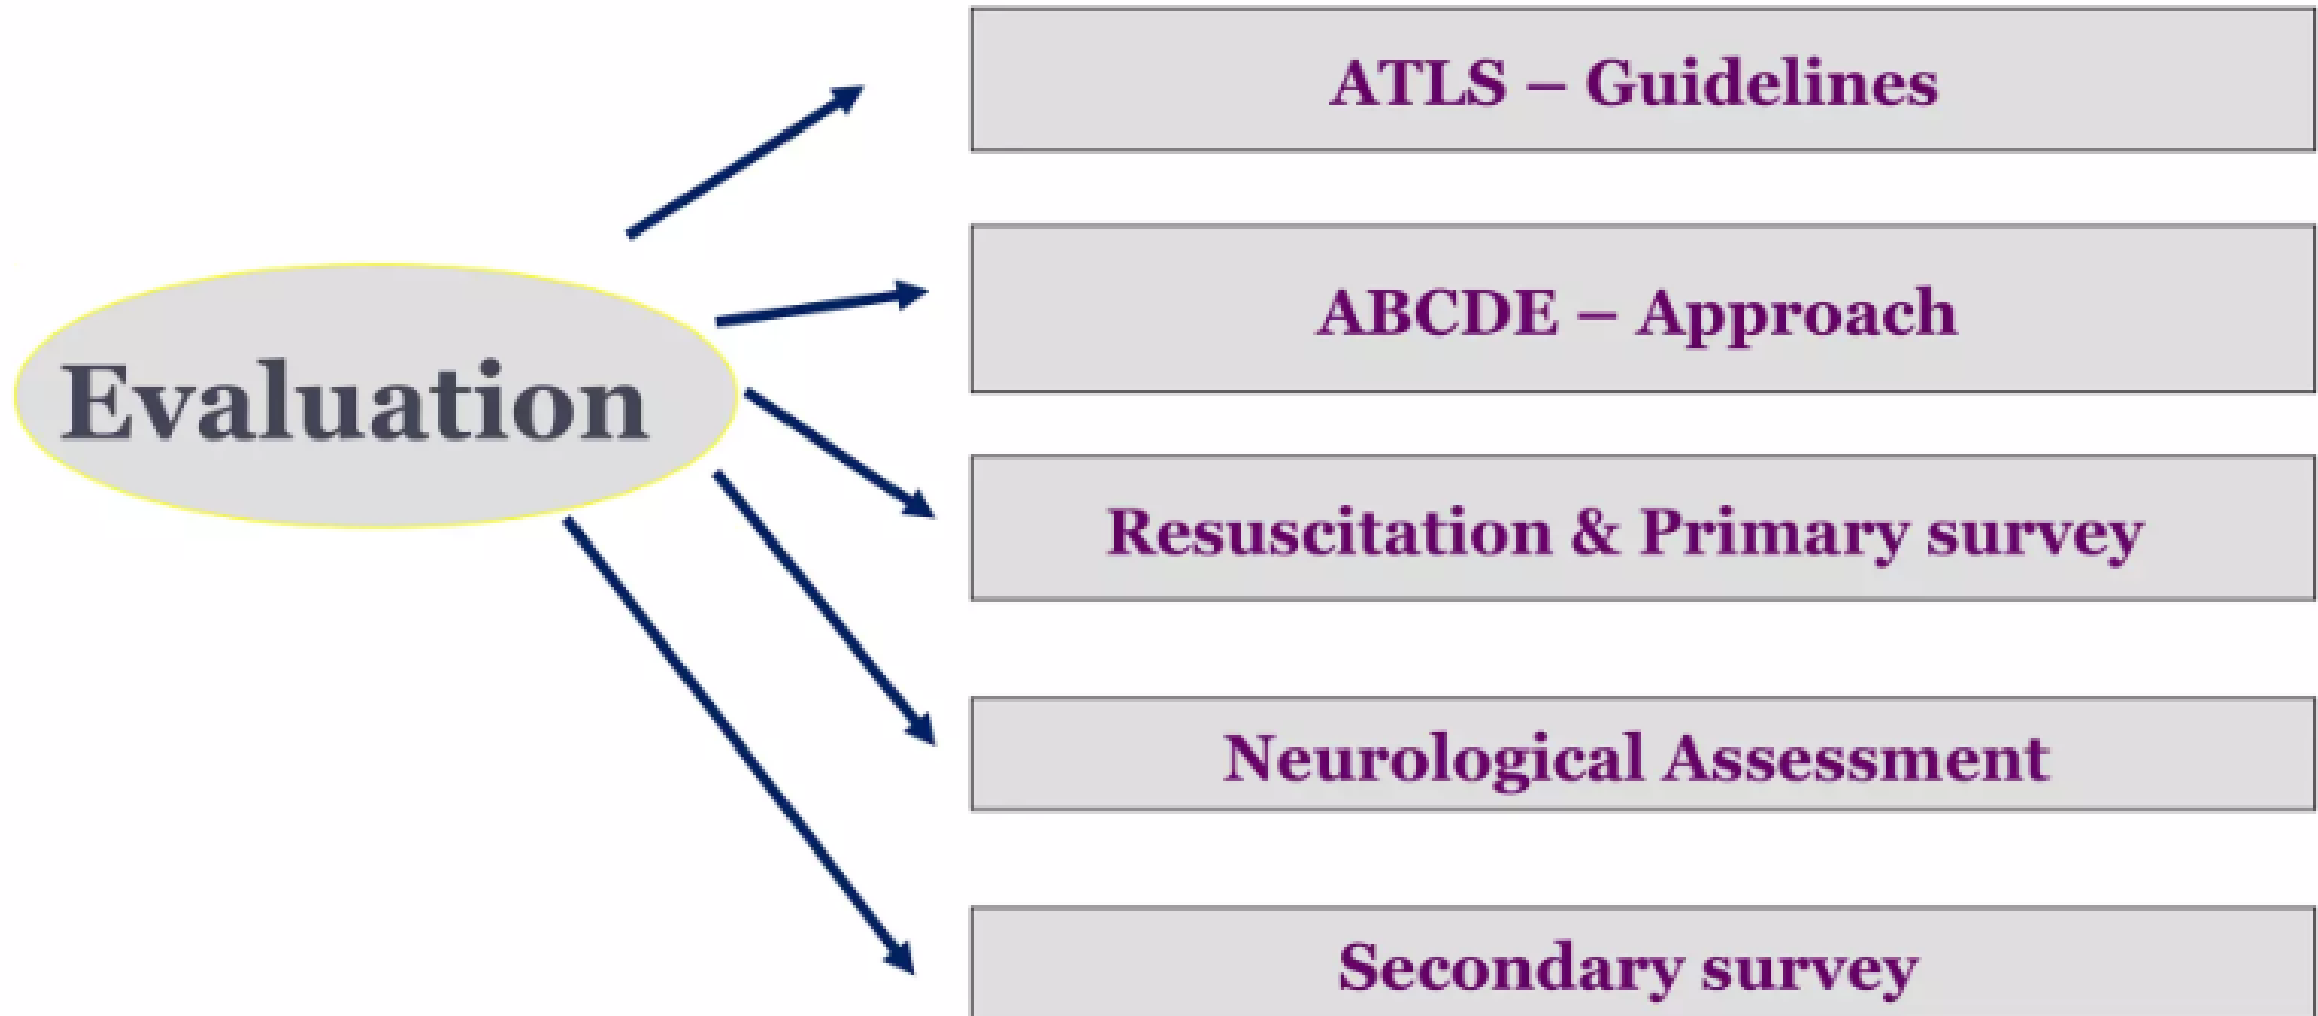 ATLS – Guidelines
ABCDE – Approach
Evaluation
Resuscitation & Primary survey
Neurological Assessment
Secondary survey